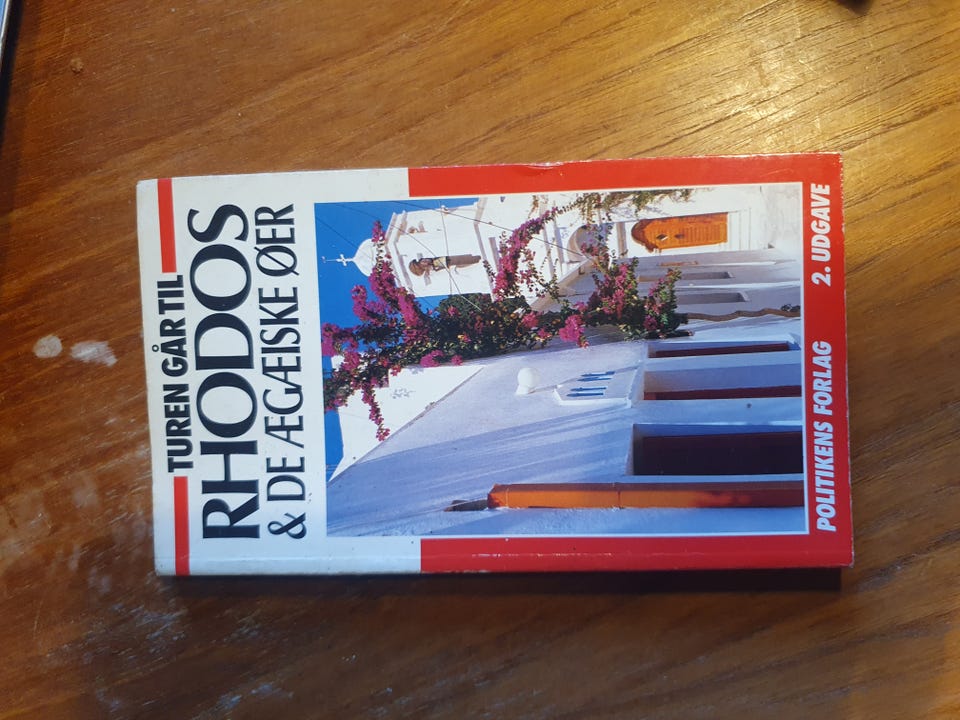 TUREN GÅR TIL
RHODOS
& DE ÆGÆISKE ØER
POLITIKENS FORLAG 2. UDGAVE